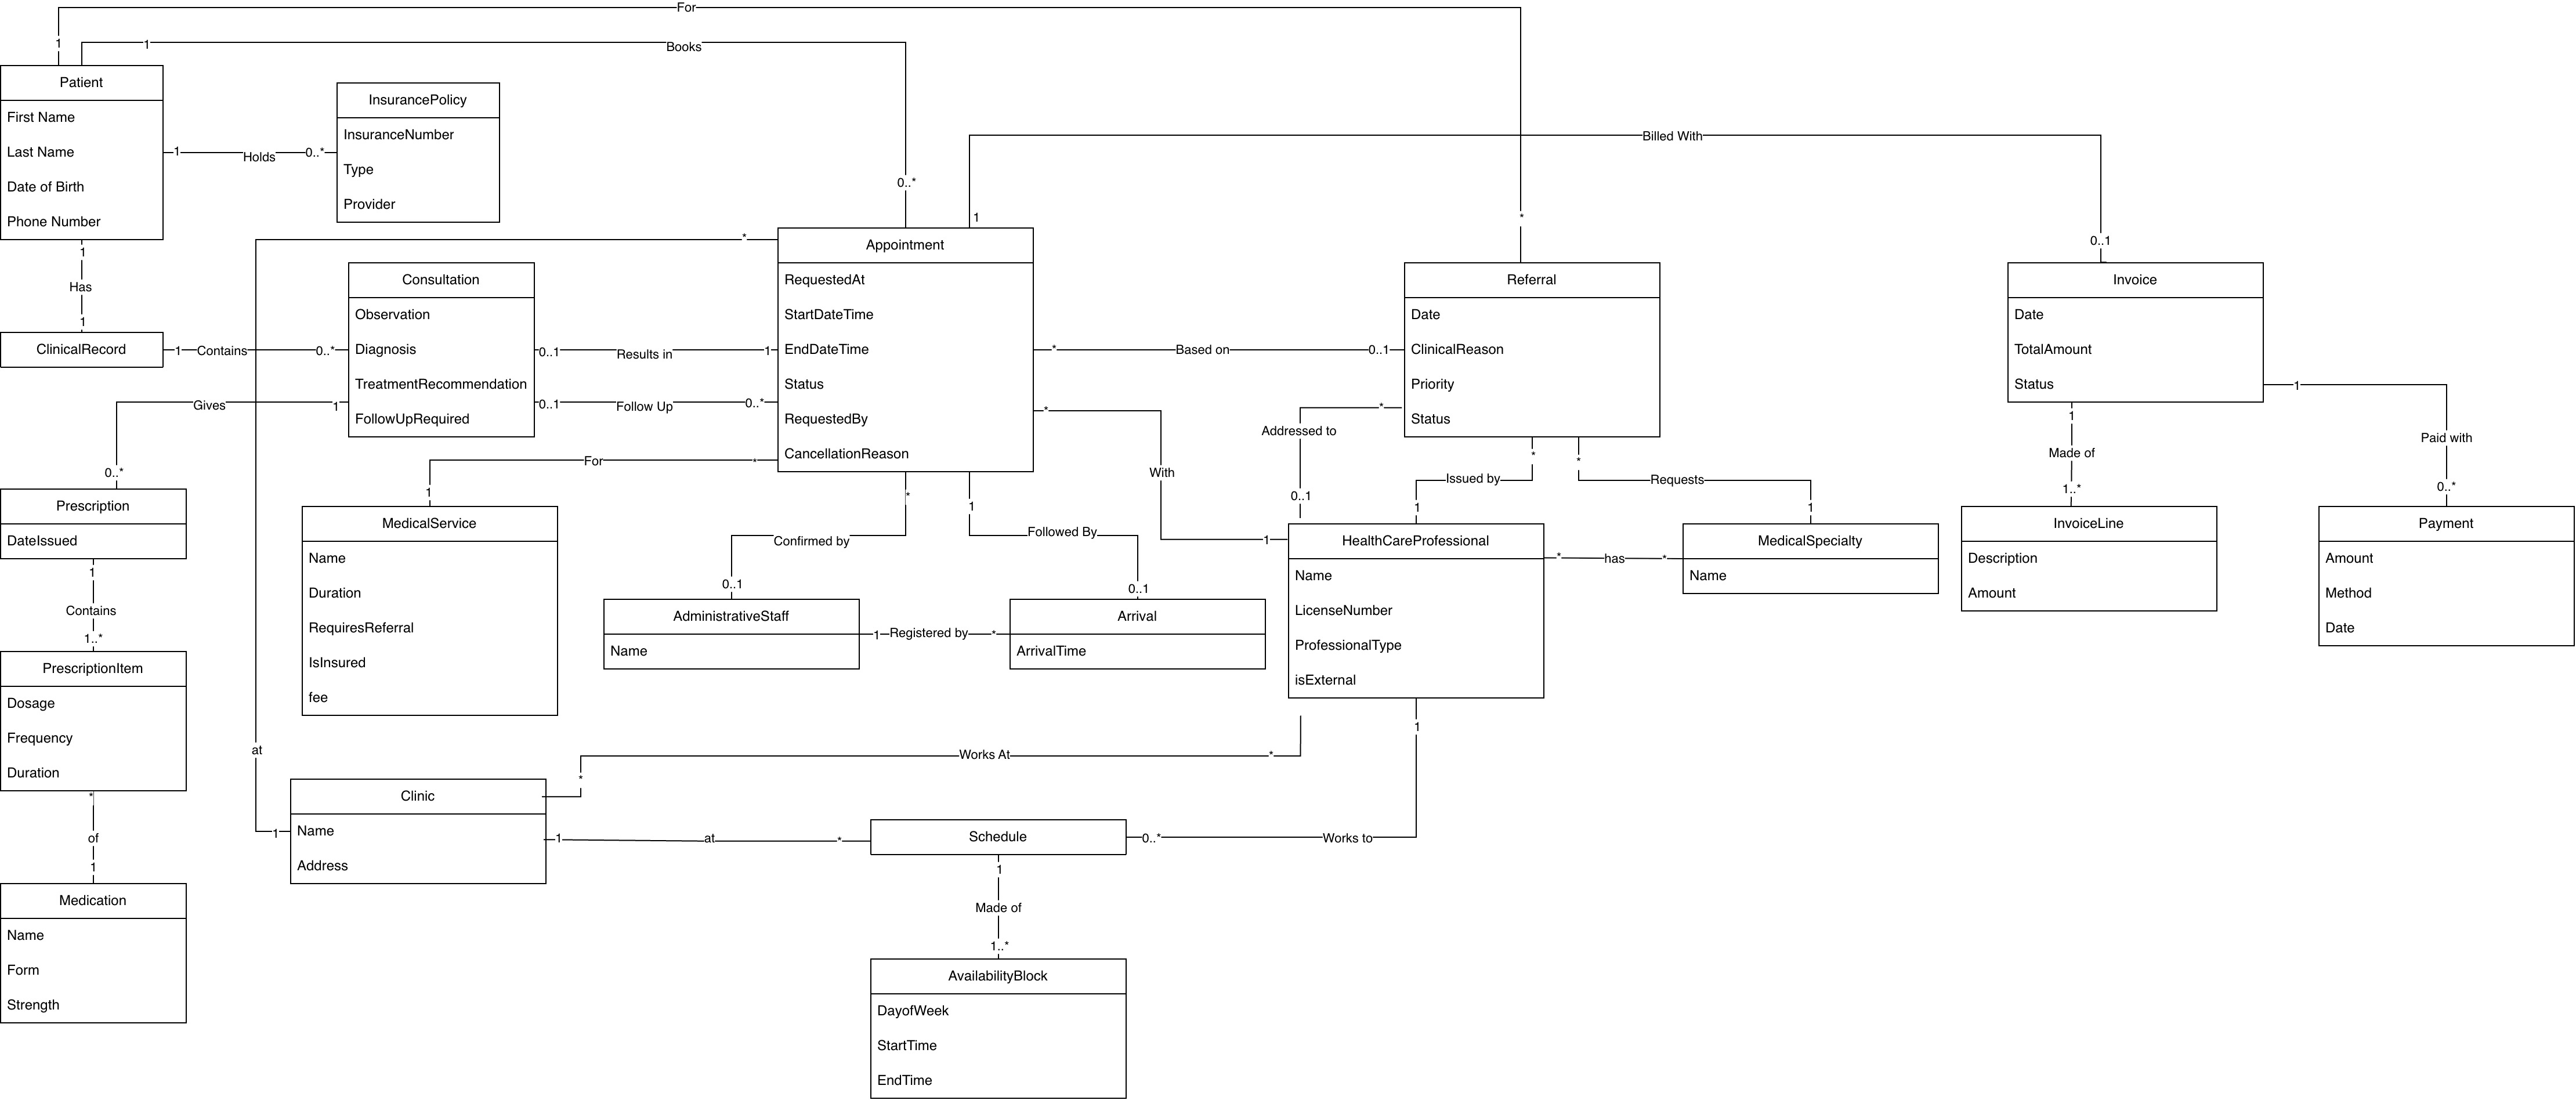 For
1
1
Books
Patient
First Name
Last Name
Date of Birth
Phone Number
1
Holds
0..*
InsurancePolicy
InsuranceNumber
Type
Provider
0..*
1
Billed With
*
0..1
1
Has
1
ClinicalRecord
1
Contains
0..*
Consultation
Observation
Diagnosis
TreatmentRecommendation
FollowUpRequired
*
Appointment
RequestedAt
StartDateTime
EndDateTime
Status
RequestedBy
CancellationReason
0..1
Results in
1
0..1
Follow Up
0..*
*
Based on
0..1
Referral
Date
ClinicalReason
Priority
Status
Invoice
Date
TotalAmount
Status
1
Paid with
0..*
1
Made of
1..*
Gives
1
0..*
For
*
1
*
With
1
*
Addressed to
0..1
*
Issued by
1
*
Requests
1
Prescription
DateIssued
MedicalService
Name
Duration
RequiresReferral
IsInsured
fee
*
Confirmed by
0..1
1
Followed By
0..1
AdministrativeStaff
Name
1
Registered by
*
Arrival
ArrivalTime
HealthCareProfessional
Name
LicenseNumber
ProfessionalType
isExternal
*
has
*
MedicalSpecialty
Name
InvoiceLine
Description
Amount
Payment
Amount
Method
Date
1
Contains
1..*
PrescriptionItem
Dosage
Frequency
Duration
*
of
1
Medication
Name
Form
Strength
at
1
Works At
*
*
Clinic
Name
Address
1
at
*
Schedule
0..*
Works to
1
1
Made of
1..*
AvailabilityBlock
DayofWeek
StartTime
EndTime